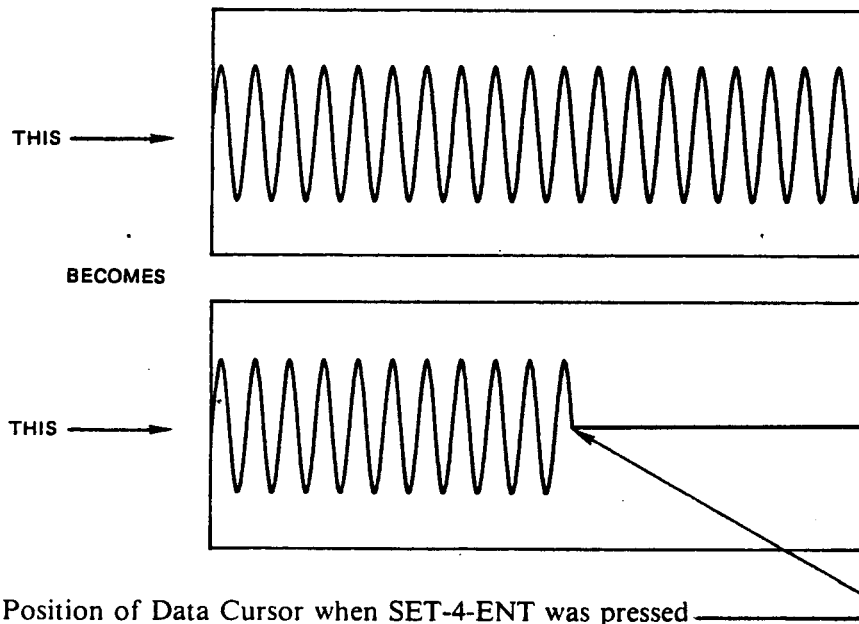 THIS
BECOMES
THIS
Position of Data Cursor when SET-4-ENT was pressed